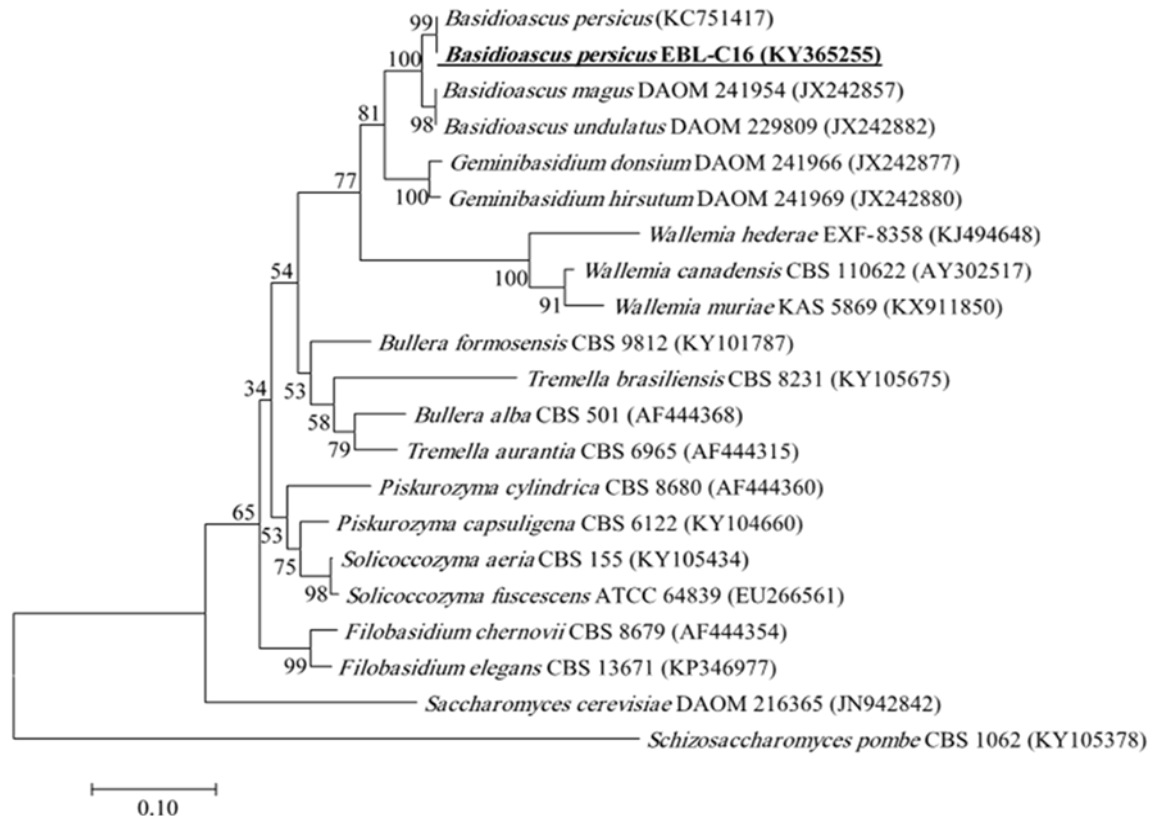 99 Basidioascus persicus (KC751417)
Basidioascus persicus EBL-C16 (KY365255)
100
Basidioascus magus DAOM 241954 (JX242857)
81
98 Basidioascus undulatus DAOM 229809 (JX242882)
Geminibasidium donsium DAOM 241966 (JX242877)
77
100 Geminibasidium hirsutum DAOM 241969 (JX242880)
Wallemia hederae EXF-8358 (KJ494648)
54
100 Wallemia canadensis CBS 110622 (AY302517)
91 Wallemia muriae KAS 5869 (KX911850)
Bullera formosensis CBS 9812 (KY101787)
Tremella brasiliensis CBS 8231 (KY105675)
34 53
58 Bullera alba CBS 501 (AF444368)
79 Tremella aurantia CBS 6965 (AF444315)
Piskurozyma cylindrica CBS 8680 (AF444360)
65
53 Piskurozyma capsuligena CBS 6122 (KY104660)
75 Solicoccozyma aeria CBS 155 (KY105434)
98 Solicoccozyma fuscescens ATCC 64839 (EU266561)
Filobasidium chernovii CBS 8679 (AF444354)
99 Filobasidium elegans CBS 13671 (KP346977)
Saccharomyces cerevisiae DAOM 216365 (JN942842)
Schizosaccharomyces pombe CBS 1062 (KY105378)
0.10